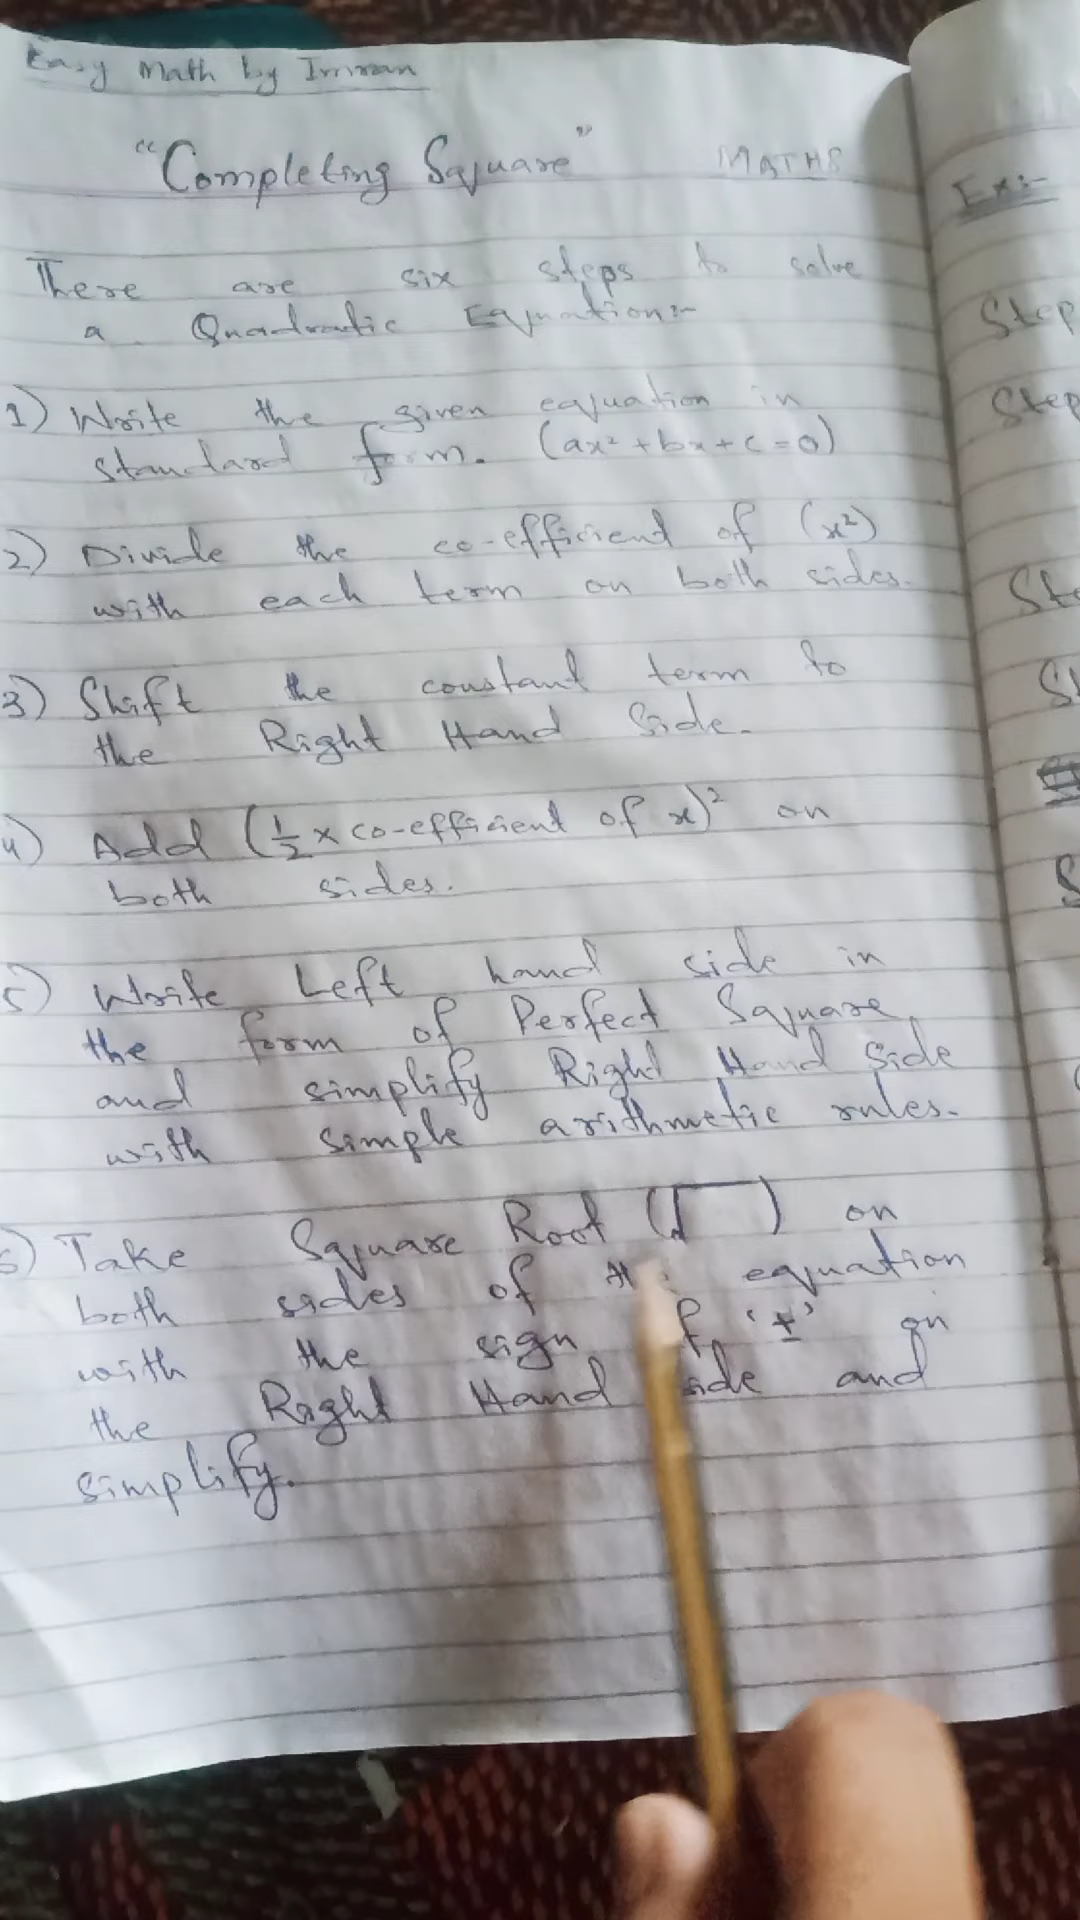 Easy Math by Imran
"Completing Square"
MATHS
There are six steps to solve
a Quadratic Equation:-
1) Write the given equation in
standard form. (ax² + bx + c = 0)
2) Divide the co-efficient of (x²)
with each term on both sides.
3) Shift the constant term to
the Right Hand Side.
4) Add (1/2 x co-efficient of x)² on
both sides.
5) Write Left hand side in
the form of Perfect Square,
and simplify Right Hand Side
with simple arithmetic rules.
6) Take Square Root (√ ) on
both sides of the equation
with the sign of '±' on
the Right Hand side and
simplify.
Ex:-
Step
Step